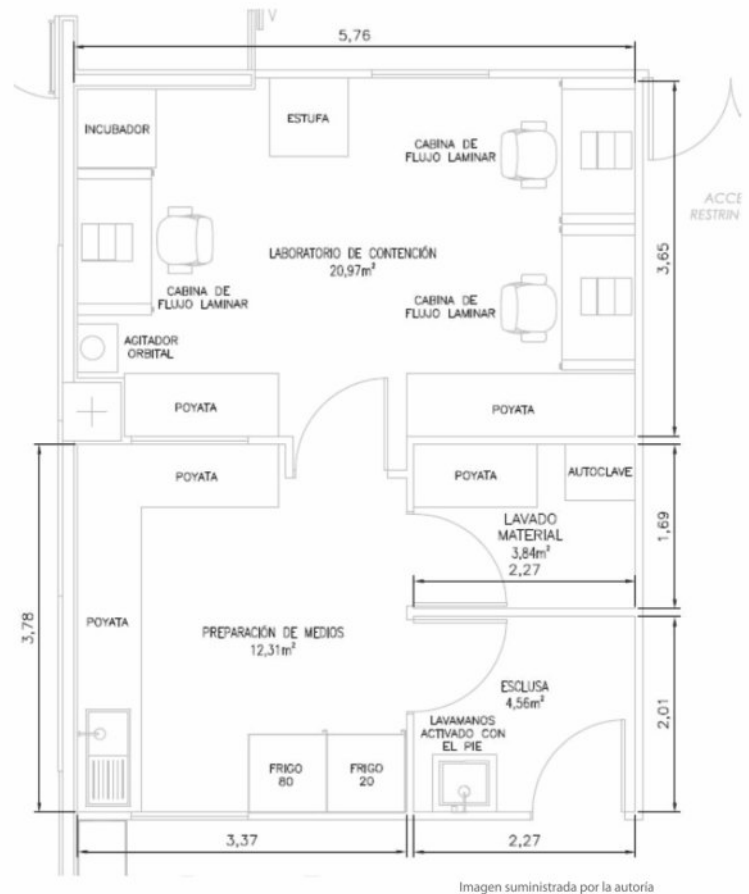 5,76
INCUBADOR
ESTUFA
CABINA DE
FLUJO LAMINAR
ACCE
RESTRIN
LABORATORIO DE CONTENCIÓN
20,97m²
3,65
CABINA DE
FLUJO LAMINAR
CABINA DE
FLUJO LAMINAR
AGITADOR
ORBITAL
POYATA
POYATA
POYATA
POYATA
AUTOCLAVE
LAVADO
MATERIAL
3,84m²
2,27
1,69
3,78
POYATA
PREPARACIÓN DE MEDIOS
12,31m²
ESCLUSA
4,56m²
2,01
LAVAMANOS
ACTIVADO CON
EL PIE
FRIGO
80
FRIGO
20
3,37
2,27
Imagen suministrada por la autoría